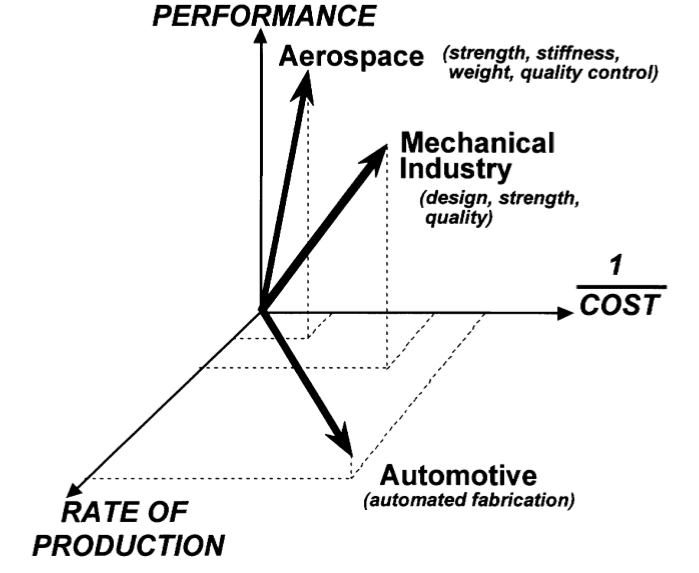 PERFORMANCE
Aerospace
(strength, stiffness,
weight, quality control)
Mechanical
Industry
(design, strength,
quality)
1
COST
Automotive
(automated fabrication)
RATE OF
PRODUCTION